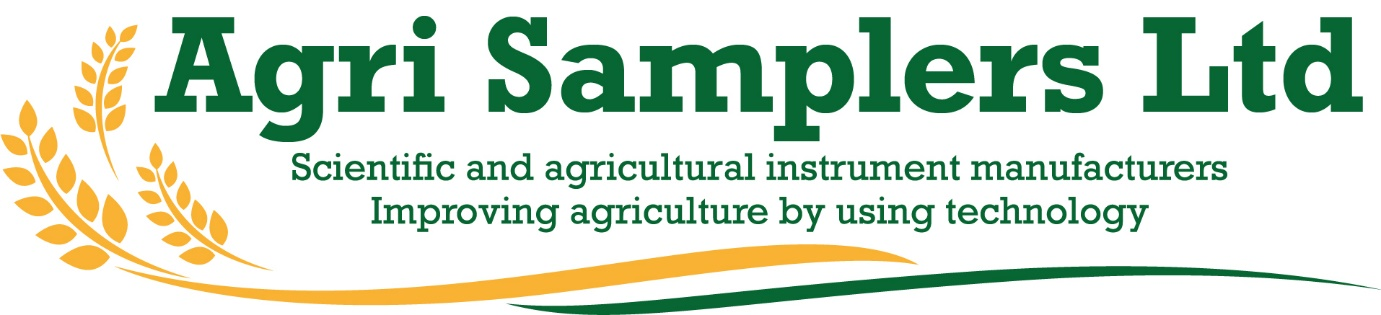 Agri Samplers Ltd
Scientific and agricultural instrument manufacturers
Improving agriculture by using technology